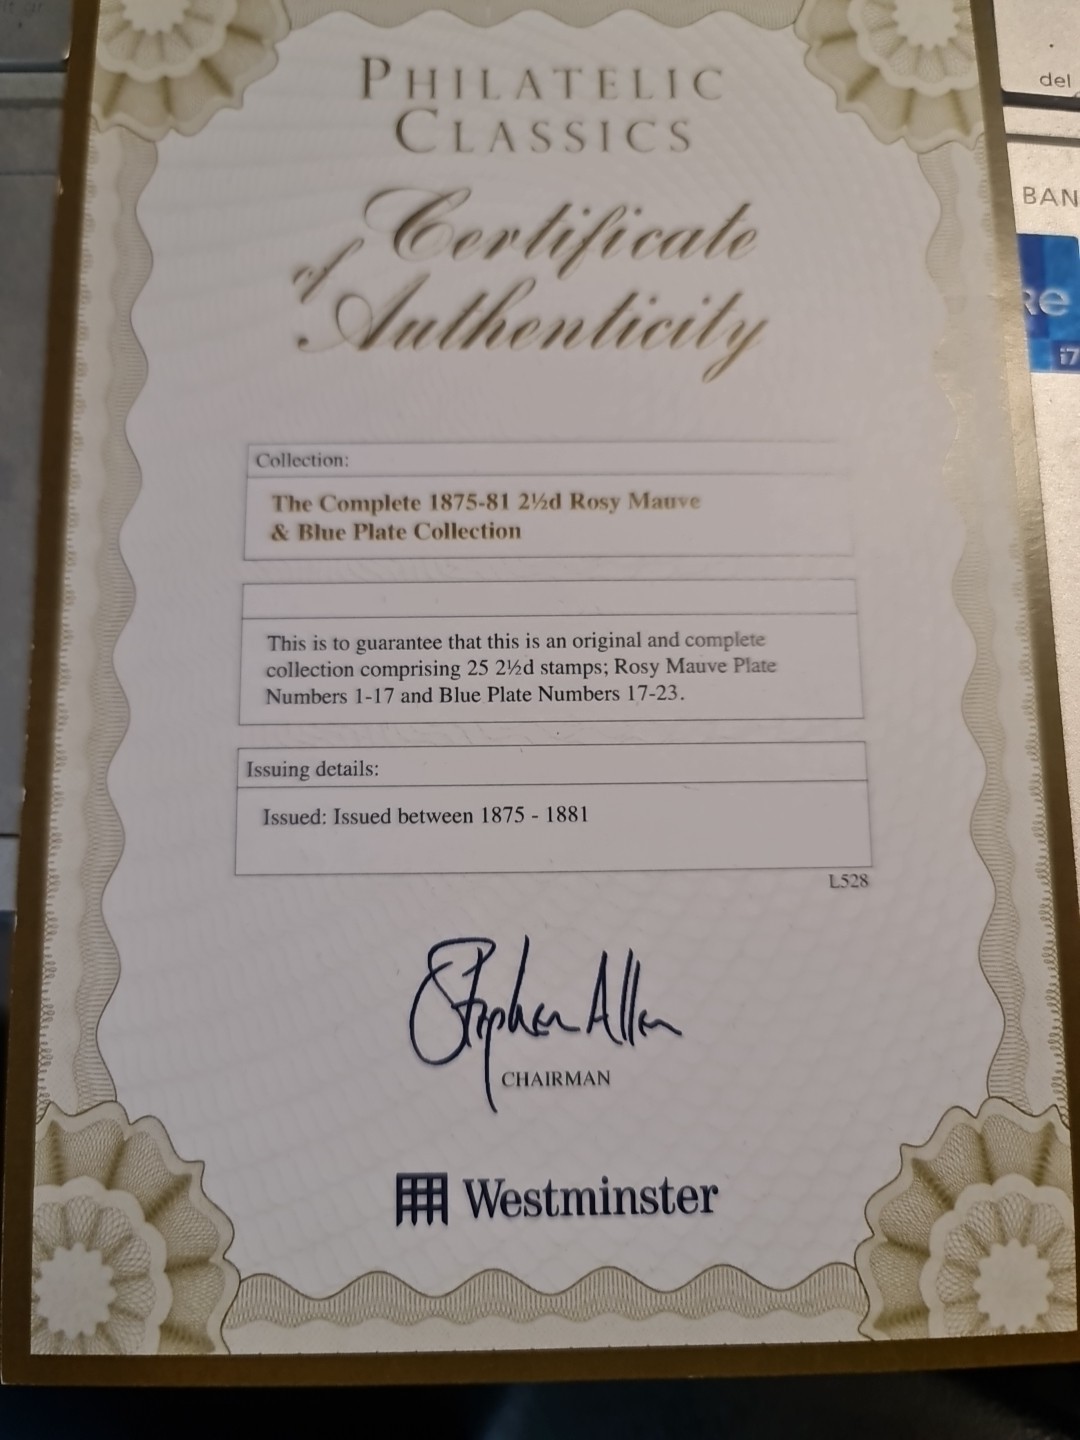 PHILATELIC
CLASSICS
Certificate
of
Authenticity
Collection:
The Complete 1875-81 2½d Rosy Mauve
& Blue Plate Collection
This is to guarantee that this is an original and complete
collection comprising 25 2½d stamps; Rosy Mauve Plate
Numbers 1-17 and Blue Plate Numbers 17-23.
Issuing details:
Issued: Issued between 1875 - 1881
L528
Stephen Allen
CHAIRMAN
Westminster
del
BAN
re
i7